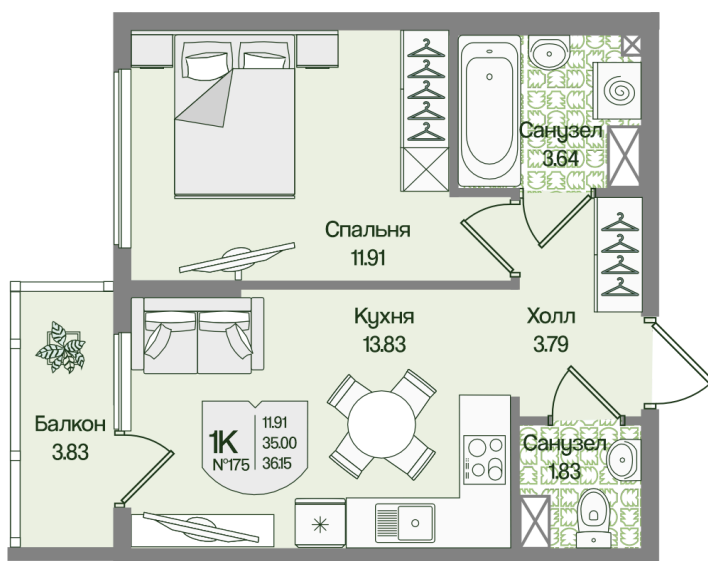 Санузел
3.64
Спальня
11.91
Кухня
13.83
Холл
3.79
Балкон
3.83
1К
№175
11.91
35.00
36.15
Санузел
1.83